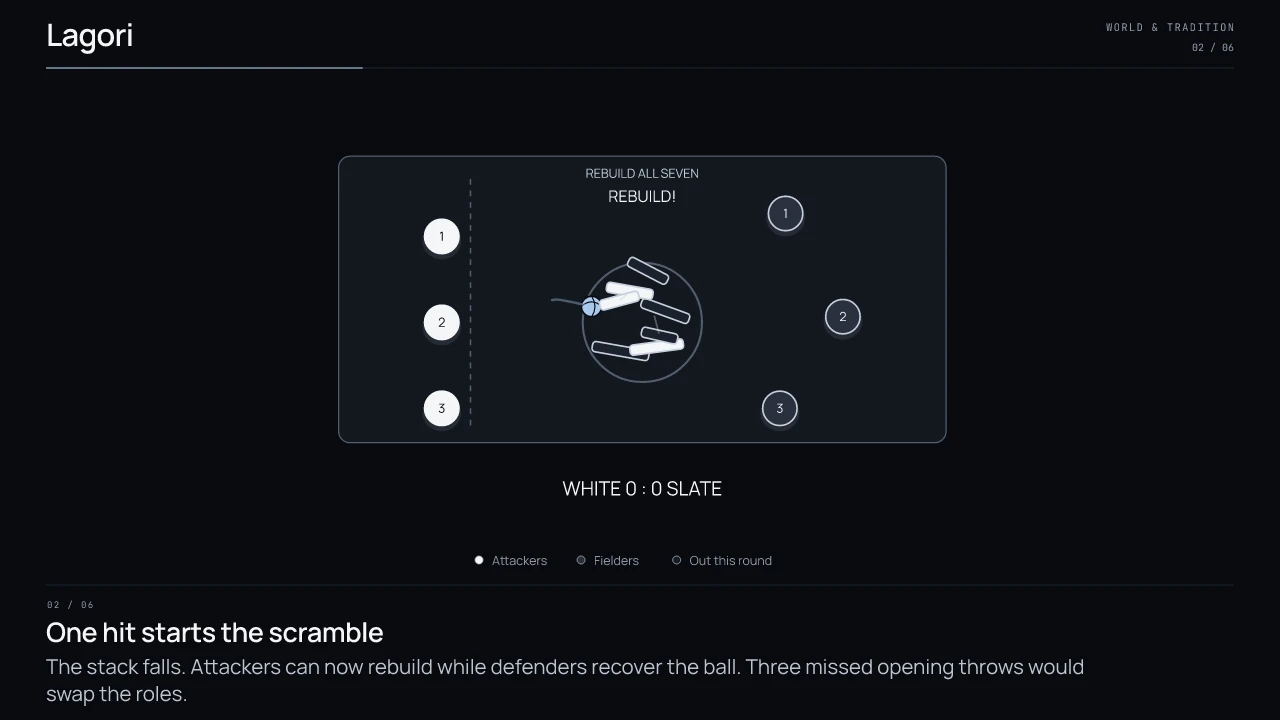 Lagori
WORLD & TRADITION
02 / 06
REBUILD ALL SEVEN
REBUILD!
1
1
2
2
3
3
WHITE 0 : 0 SLATE
Attackers
Fielders
Out this round
02 / 06
One hit starts the scramble
The stack falls. Attackers can now rebuild while defenders recover the ball. Three missed opening throws would
swap the roles.